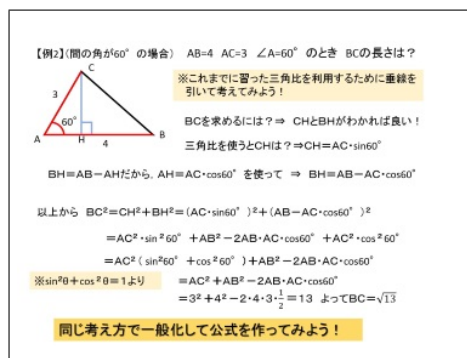 【例2】(間の角が60°の場合) AB=4 AC=3 ∠A=60°のとき BCの長さは?
※これまでに習った三角比を利用するために垂線を
引いて考えてみよう!
C
3
60°
A
H
4
B
BCを求めるには?⇒ CHとBHがわかれば良い!
三角比を使うとCHは?⇒CH=AC・sin60°
BH=AB-AHだから、AH=AC・cos60°を使って ⇒ BH=AB-AC・cos60°
以上から BC²=CH²+BH²=(AC・sin60°)²+(AB-AC・cos60°)²
=AC²・sin²60°+AB²-2AB・AC・cos60°+AC²・cos²60°
=AC²(sin²60°+cos²60°)+AB²-2AB・AC・cos60°
※sin²θ+cos²θ=1より =AC²+AB²-2AB・AC・cos60°
=3²+4²-2・4・3・1/2=13 よってBC=√13
同じ考え方で一般化して公式を作ってみよう!